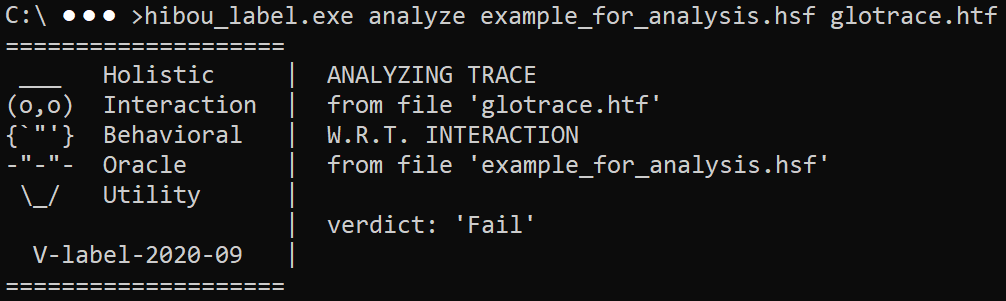 C:\ ●●● >hibou_label.exe analyze example_for_analysis.hsf glotrace.htf
====================
 ___   Holistic      |  ANALYZING TRACE
(o,o)  Interaction   |  from file 'glotrace.htf'
{`"'}  Behavioral    |  W.R.T. INTERACTION
-"-"-  Oracle        |  from file 'example_for_analysis.hsf'
 \_/   Utility       |
                     |  verdict: 'Fail'
  V-label-2020-09    |
====================